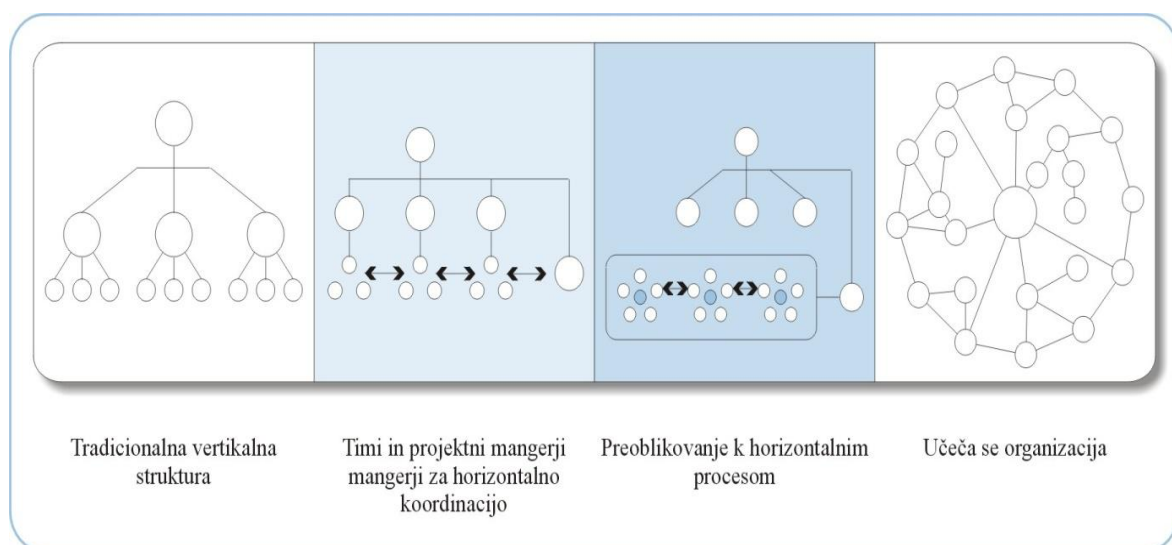 Tradicionalna vertikalna
struktura
Timi in projektni mangerji
mangerji za horizontalno
koordinacijo
Preoblikovanje k horizontalnim
procesom
Učeča se organizacija